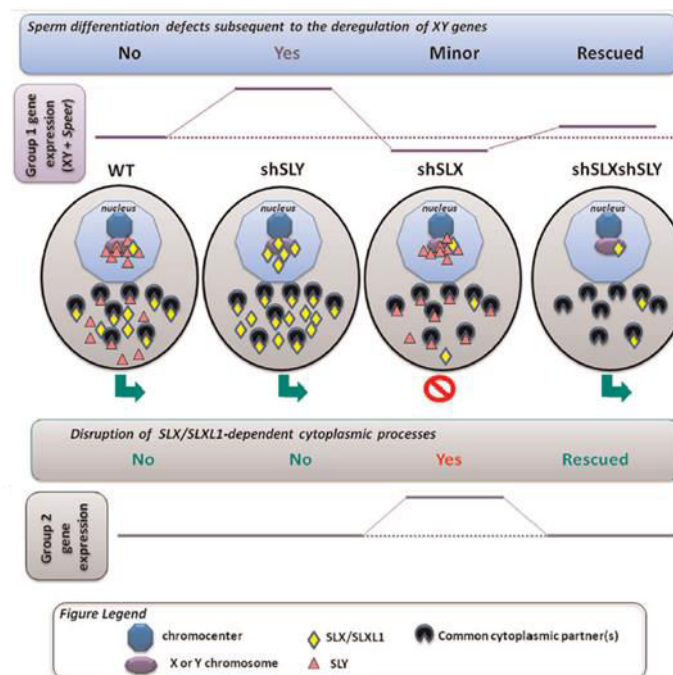 Sperm differentiation defects subsequent to the deregulation of XY genes
No Yes Minor Rescued
Group 1 gene
expression
(XY + Speer)
WT shSLY shSLX shSLXshSLY
nucleus nucleus nucleus nucleus
Disruption of SLX/SLXL1-dependent cytoplasmic processes
No No Yes Rescued
Group 2
gene
expression
Figure Legend
chromocenter SLX/SLXL1 Common cytoplasmic partner(s)
X or Y chromosome SLY